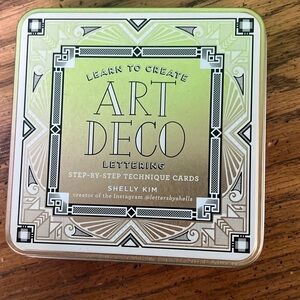 LEARN TO CREATE
ART
DECO
LETTERING
STEP-BY-STEP TECHNIQUE CARDS
SHELLY KIM
creator of the Instagram @lettersbyshells